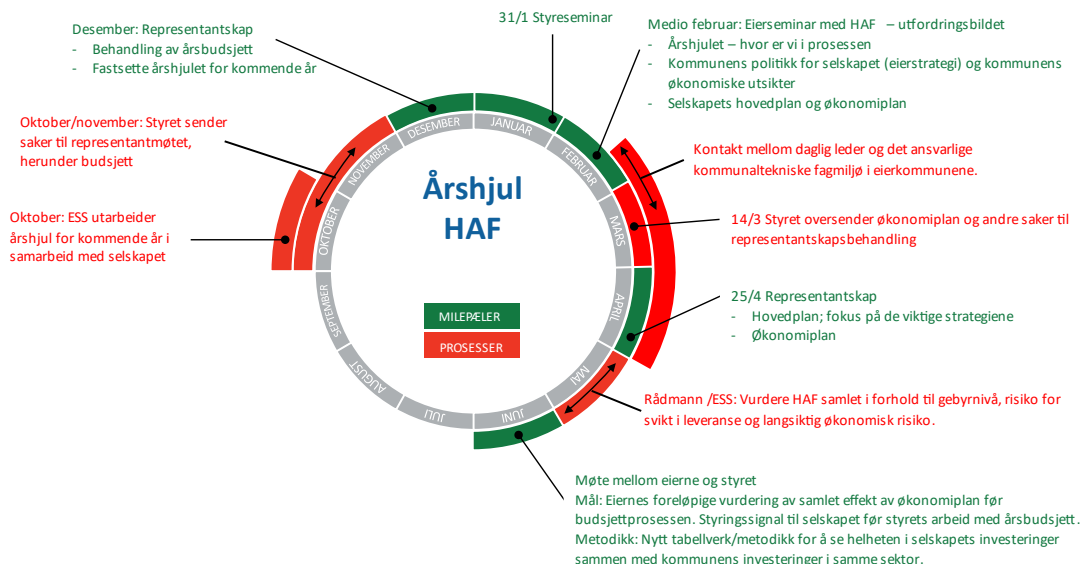 31/1 Styreseminar
Desember: Representantskap
- Behandling av årsbudsjett
- Fastsette årshjulet for kommende år
Medio februar: Eierseminar med HAF – utfordringsbildet
- Årshjulet – hvor er vi i prosessen
- Kommunens politikk for selskapet (eierstrategi) og kommunens
økonomiske utsikter
- Selskapets hovedplan og økonomiplan
Oktober/november: Styret sender
saker til representantmøtet,
herunder budsjett
Oktober: ESS utarbeider
årshjul for kommende år i
samarbeid med selskapet
JANUAR
FEBRUAR
MARS
APRIL
MAI
JUNI
JULI
AUGUST
SEPTEMBER
OKTOBER
NOVEMBER
DESEMBER
Årshjul
HAF
MILEPÆLER
PROSESSER
Kontakt mellom daglig leder og det ansvarlige
kommunaltekniske fagmiljø i eierkommunene.
14/3 Styret oversender økonomiplan og andre saker til
representantskapsbehandling
25/4 Representantskap
- Hovedplan; fokus på de viktige strategiene
- Økonomiplan
Rådmann /ESS: Vurdere HAF samlet i forhold til gebyrnivå, risiko for
svikt i leveranse og langsiktig økonomisk risiko.
Møte mellom eierne og styret
Mål: Eiernes foreløpige vurdering av samlet effekt av økonomiplan før
budsjettprosessen. Styringssignal til selskapet før styrets arbeid med årsbudsjett.
Metodikk: Nytt tabellverk/metodikk for å se helheten i selskapets investeringer
sammen med kommunens investeringer i samme sektor.